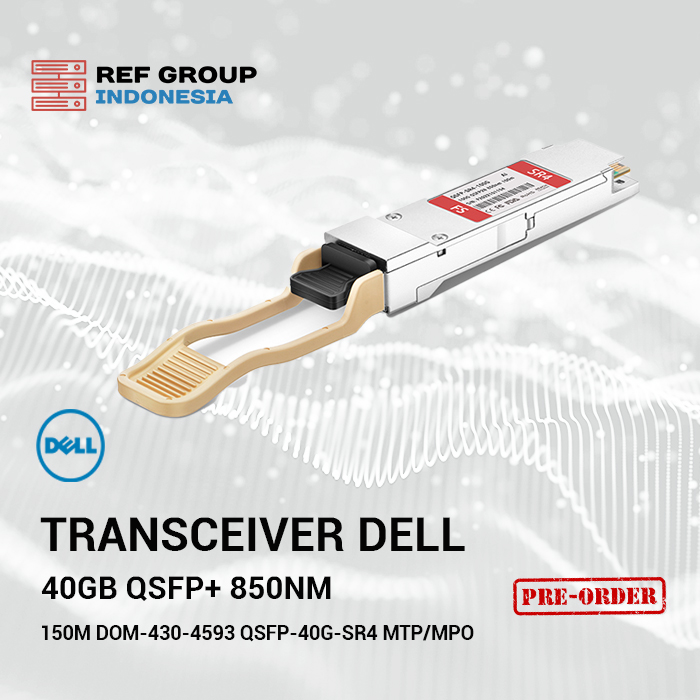 REF GROUP
INDONESIA
SR4
TS
DELL
TRANSCEIVER DELL
40GB QSFP+ 850NM
PRE-ORDER
150M DOM-430-4593 QSFP-40G-SR4 MTP/MPO